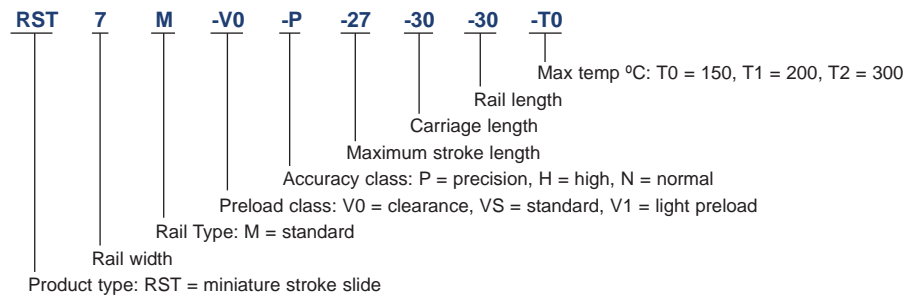 RST 7 M -V0 -P -27 -30 -30 -T0
Max temp ºC: T0 = 150, T1 = 200, T2 = 300
Rail length
Carriage length
Maximum stroke length
Accuracy class: P = precision, H = high, N = normal
Preload class: V0 = clearance, VS = standard, V1 = light preload
Rail Type: M = standard
Rail width
Product type: RST = miniature stroke slide